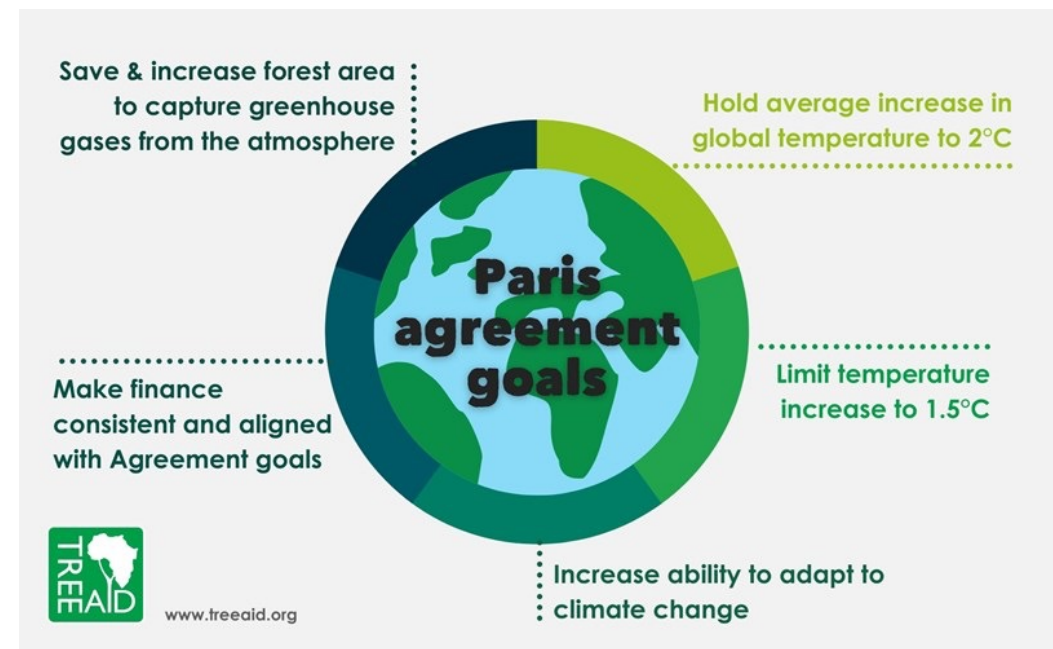 Save & increase forest area
to capture greenhouse
gases from the atmosphere
Hold average increase in
global temperature to 2°C
Paris
agreement
goals
Limit temperature
increase to 1.5°C
Make finance
consistent and aligned
with Agreement goals
Increase ability to adapt to
climate change
TREE
AID
www.treeaid.org